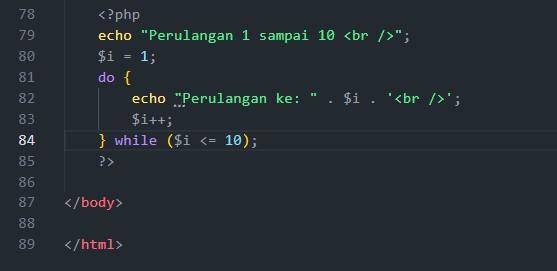 78 <?php
79 echo "Perulangan 1 sampai 10 <br />";
80 $i = 1;
81 do {
82 echo "Perulangan ke: " . $i . '<br />';
83 $i++;
84 } while ($i <= 10);
85 ?>
86
87 </body>
88
89 </html>